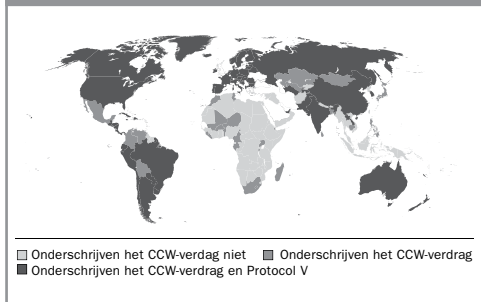 Onderschrijven het CCW-verdag niet Onderschrijven het CCW-verdrag
Onderschrijven het CCW-verdrag en Protocol V